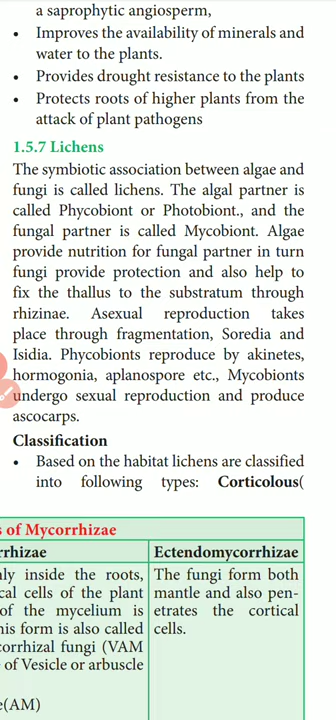 a saprophytic angiosperm,
• Improves the availability of minerals and
water to the plants.
• Provides drought resistance to the plants
• Protects roots of higher plants from the
attack of plant pathogens
1.5.7 Lichens
The symbiotic association between algae and
fungi is called lichens. The algal partner is
called Phycobiont or Photobiont., and the
fungal partner is called Mycobiont. Algae
provide nutrition for fungal partner in turn
fungi provide protection and also help to
fix the thallus to the substratum through
rhizinae. Asexual reproduction takes
place through fragmentation, Soredia and
Isidia. Phycobionts reproduce by akinetes,
hormogonia, aplanospore etc., Mycobionts
undergo sexual reproduction and produce
ascocarps.
Classification
• Based on the habitat lichens are classified
into following types: Corticolous(
s of Mycorrhizae
rrhizae Ectendomycorrhizae
nly inside the roots, The fungi form both
cal cells of the plant mantle and also pen-
of the mycelium is etrates the cortical
his form is also called cells.
corrhizal fungi (VAM
e of Vesicle or arbuscle
e(AM)